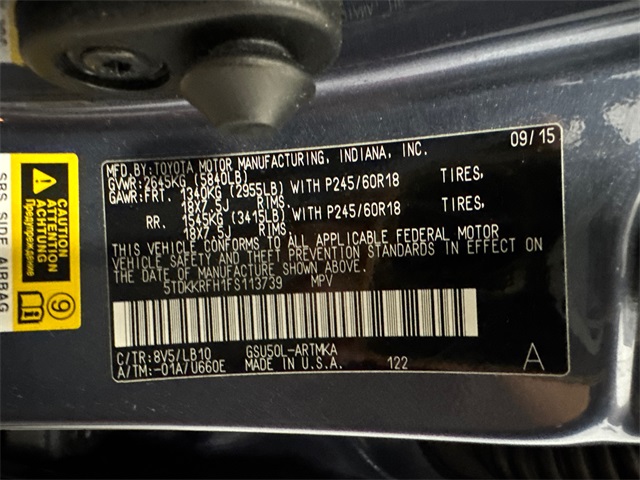 09/15
MFD. BY: TOYOTA MOTOR MANUFACTURING, INDIANA, INC.
GVWR: 2645KG (5840LB)
GAWR: FRT. 1340KG (2955LB) WITH P245/60R18 TIRES,
18X7.5J RIMS.
RR. 1545KG (3415LB) WITH P245/60R18 TIRES,
18X7.5J RIMS.
THIS VEHICLE CONFORMS TO ALL APPLICABLE FEDERAL MOTOR
VEHICLE SAFETY AND THEFT PREVENTION STANDARDS IN EFFECT ON
THE DATE OF MANUFACTURE SHOWN ABOVE.
5TDKKRFH1FS113739 MPV
C/TR: 8V5/LB10 GSU50L-ARTMKA
A/TM: -01A/U660E MADE IN U.S.A. 122 A
CAUTION
ATTENTION
ACHTUNG
Предупреждение
9
SRS SIDE AIRBAG